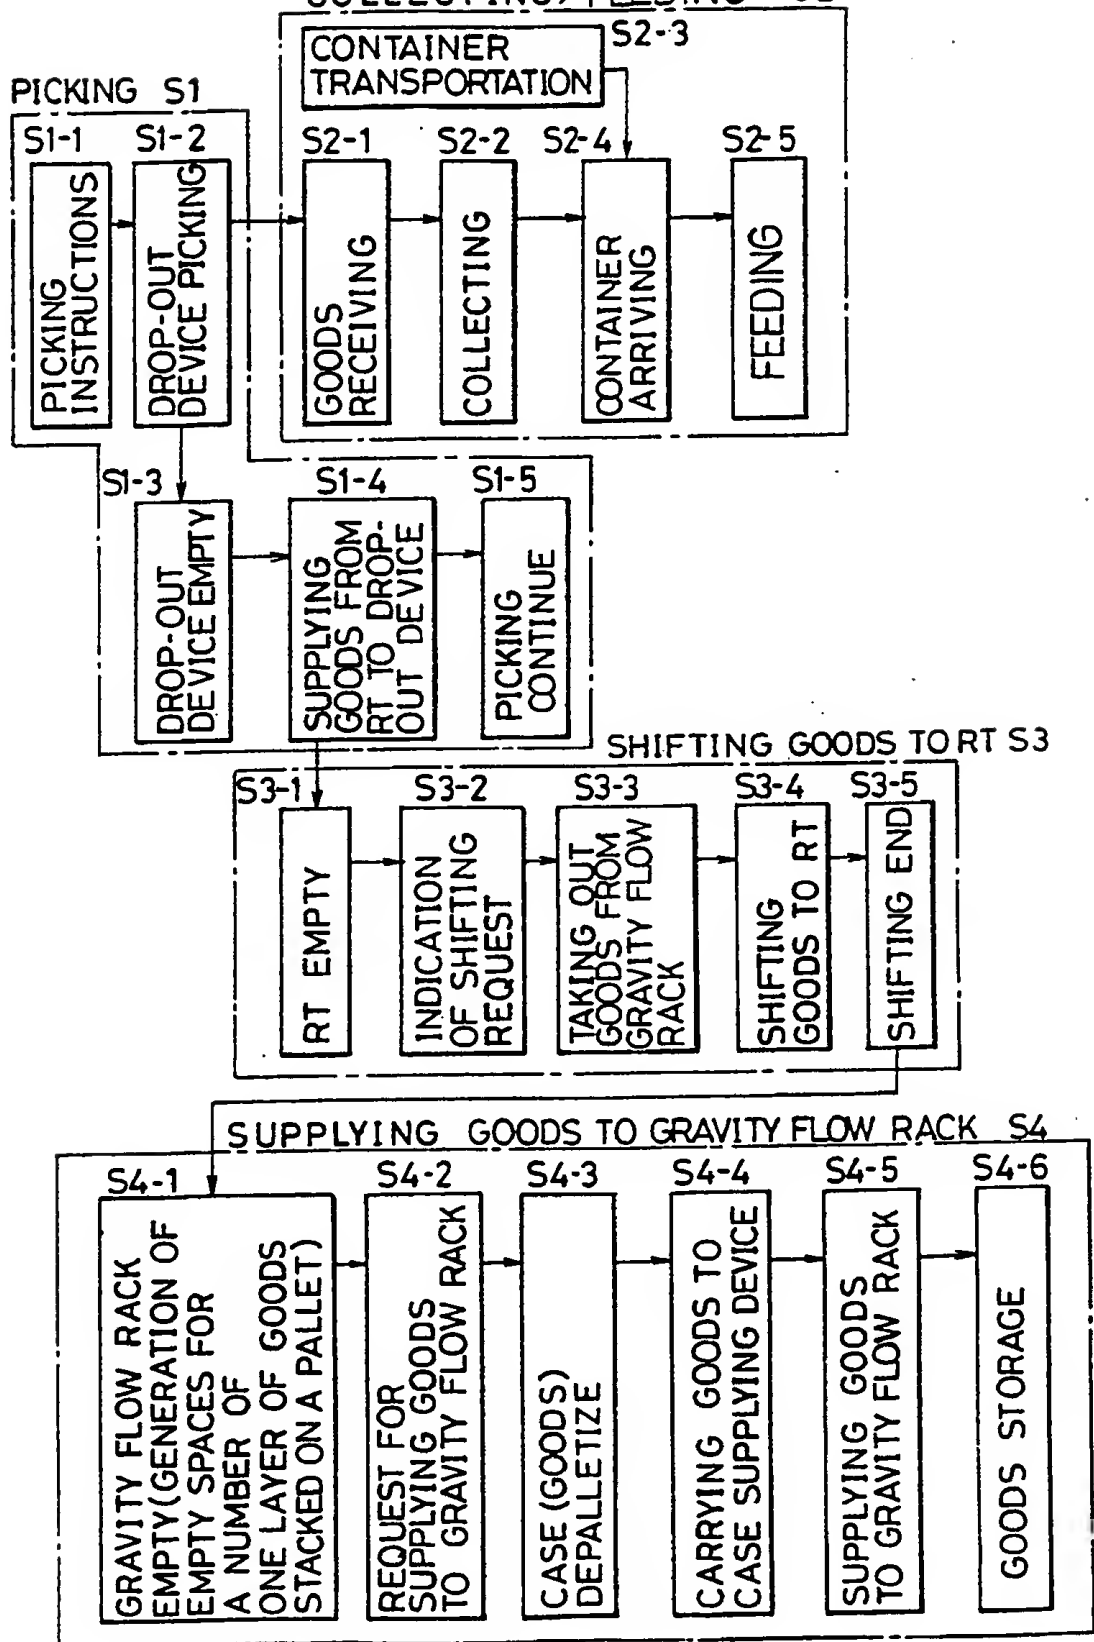 COLLECTING/FEEDING S2
S2-3
CONTAINER
TRANSPORTATION
PICKING S1
S1-1
PICKING
INSTRUCTIONS
S1-2
DROP-OUT
DEVICE PICKING
S2-1
GOODS
RECEIVING
S2-2
COLLECTING
S2-4
CONTAINER
ARRIVING
S2-5
FEEDING
S1-3
DROP-OUT
DEVICE EMPTY
S1-4
SUPPLYING
GOODS FROM
RT TO DROP-
OUT DEVICE
S1-5
PICKING
CONTINUE
SHIFTING GOODS TO RT S3
S3-1
RT EMPTY
S3-2
INDICATION
OF SHIFTING
REQUEST
S3-3
TAKING OUT
GOODS FROM
GRAVITY FLOW
RACK
S3-4
SHIFTING
GOODS TO RT
S3-5
SHIFTING END
SUPPLYING GOODS TO GRAVITY FLOW RACK S4
S4-1
GRAVITY FLOW RACK
EMPTY(GENERATION OF
EMPTY SPACES FOR
A NUMBER OF
ONE LAYER OF GOODS
STACKED ON A PALLET)
S4-2
REQUEST FOR
SUPPLYING GOODS
TO GRAVITY FLOW RACK
S4-3
CASE (GOODS)
DEPALLETIZE
S4-4
CARRYING GOODS TO
CASE SUPPLYING DEVICE
S4-5
SUPPLYING GOODS
TO GRAVITY FLOW RACK
S4-6
GOODS STORAGE